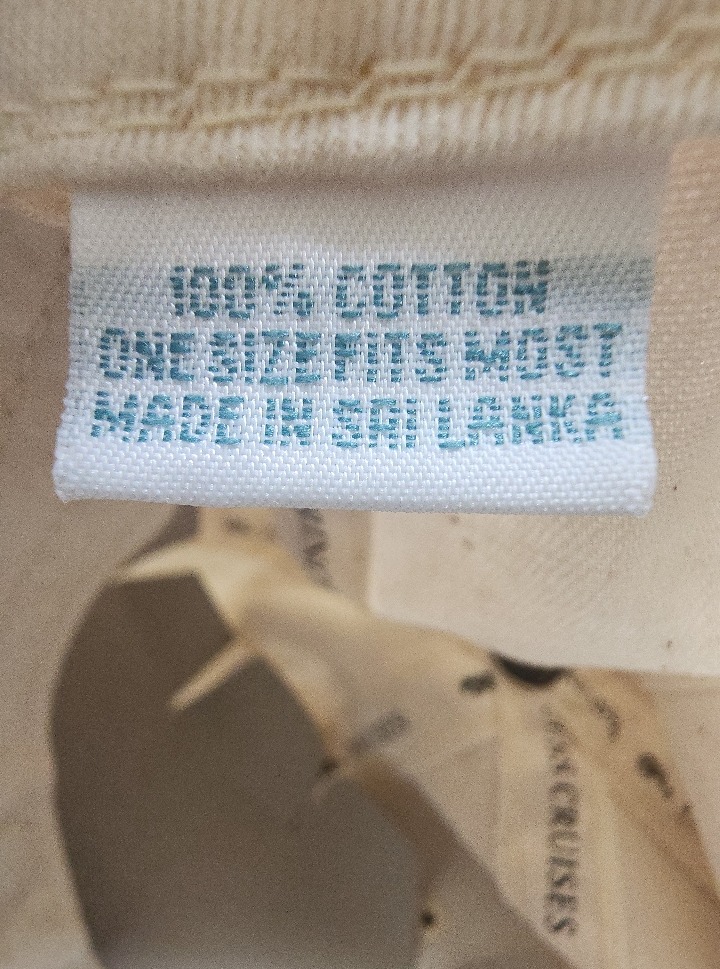 100% COTTON
ONE SIZE FITS MOST
MADE IN SRI LANKA
CRUISES